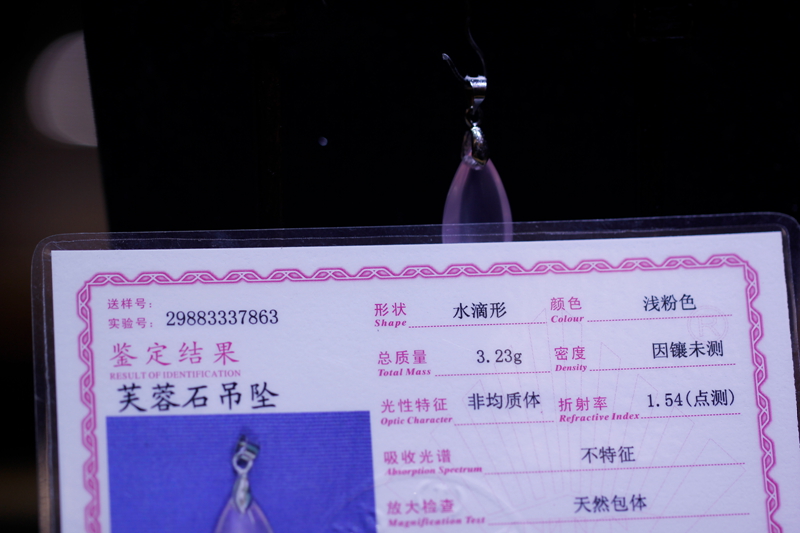 送样号:
实验号: 29883337863
鉴定结果
RESULT OF IDENTIFICATION
芙蓉石吊坠
形状 水滴形 颜色 浅粉色
Shape Colour
总质量 3.23g 密度 因镶未测
Total Mass Density
光性特征 非均质体 折射率 1.54(点测)
Optic Character Refractive Index
吸收光谱 不特征
Absorption Spretrum
放大检查 天然包体
Magnification Test